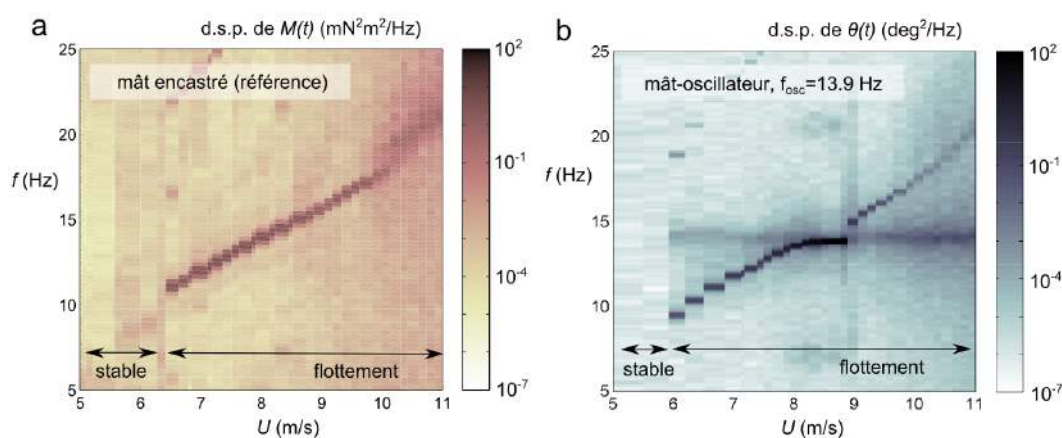 a
d.s.p. de M(t) (mN²m²/Hz)
mât encastré (référence)
25
20
15
10
5
f (Hz)
stable
flottement
5 6 7 8 9 10 11
U (m/s)
10²
10⁻¹
10⁻⁴
10⁻⁷
b
d.s.p. de θ(t) (deg²/Hz)
mât-oscillateur, fosc=13.9 Hz
25
20
15
10
5
f (Hz)
stable
flottement
5 6 7 8 9 10 11
U (m/s)
10²
10⁻¹
10⁻⁴
10⁻⁷